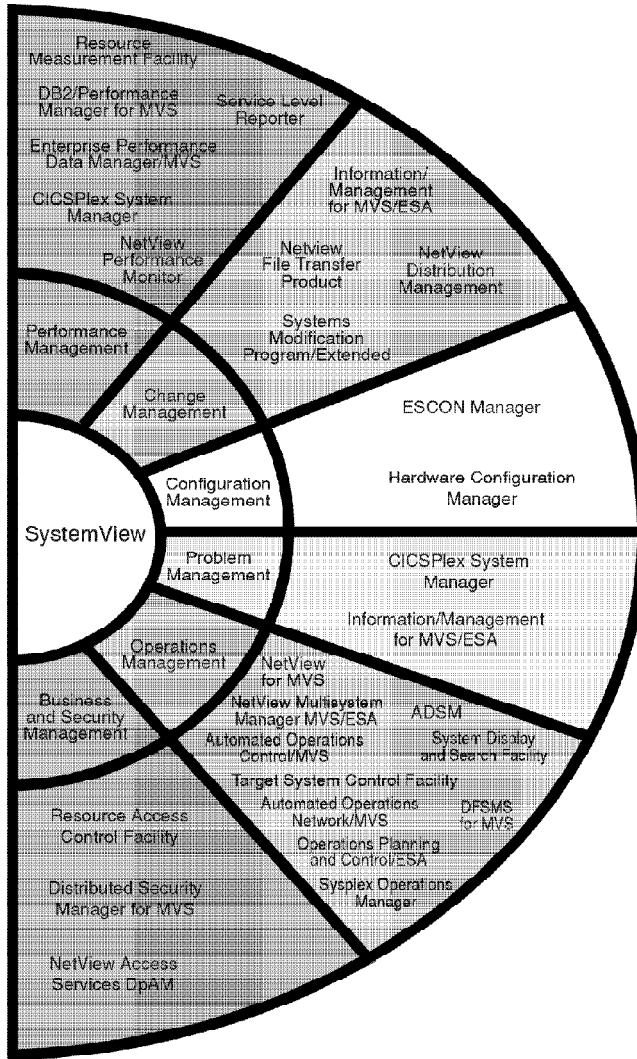 Resource
Measurement Facility
DB2/Performance
Manager for MVS
Service Level
Reporter
Enterprise Performance
Data Manager/MVS
CICSPlex System
Manager
NetView
Performance
Monitor
Information/
Management
for MVS/ESA
Netview
File Transfer
Product
NetView
Distribution
Management
Systems
Modification
Program/Extended
Performance
Management
Change
Management
ESCON Manager
Hardware Configuration
Manager
Configuration
Management
SystemView
Problem
Management
CICSPlex System
Manager
Information/Management
for MVS/ESA
Operations
Management
NetView
for MVS
NetView Multisystem
Manager MVS/ESA
ADSM
Automated Operations
Control/MVS
System Display
and Search Facility
Target System Control Facility
Automated Operations
Network/MVS
DFSMS
for MVS
Operations Planning
and Control/ESA
Sysplex Operations
Manager
Business
and Security
Management
Resource Access
Control Facility
Distributed Security
Manager for MVS
NetView Access
Services DpAM